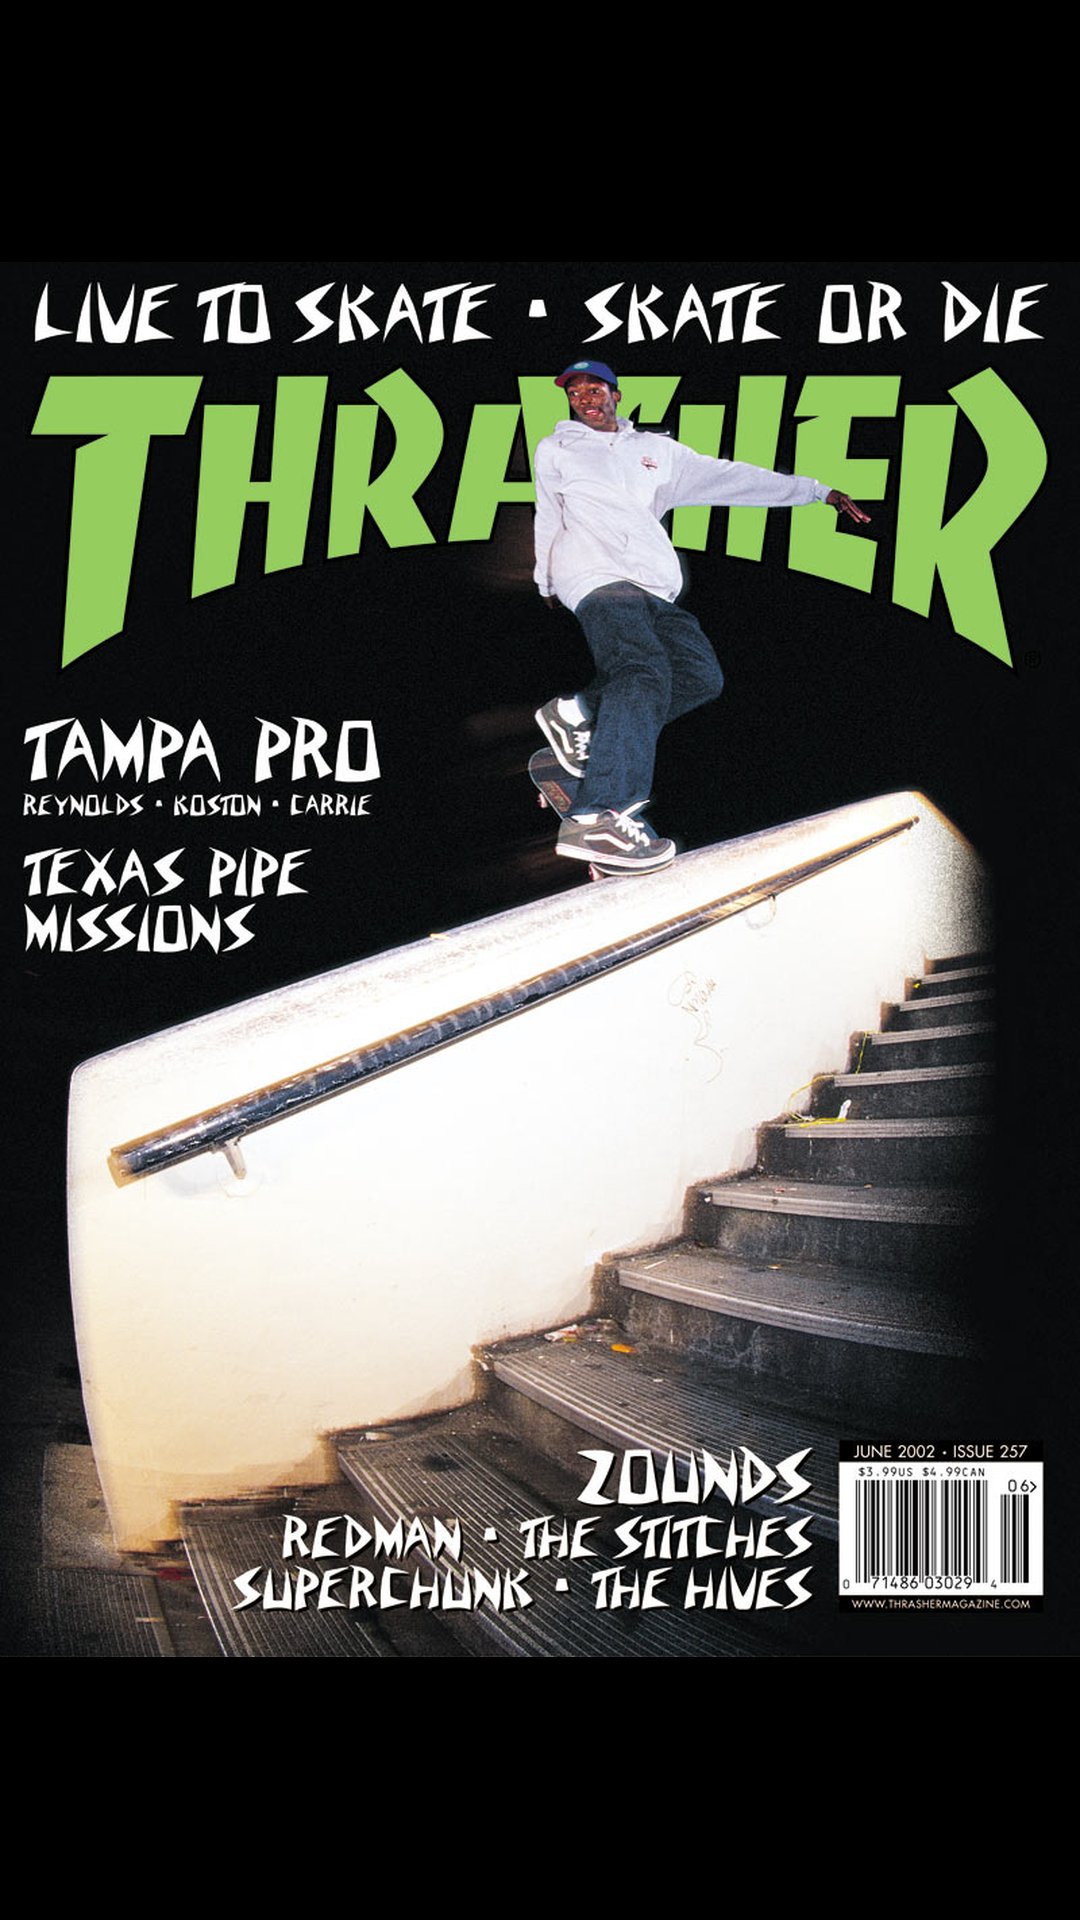 LIVE TO SKATE · SKATE OR DIE
THRASHER
®
TAMPA PRO
REYNOLDS · KOSTON · CARRIE
TEXAS PIPE
MISSIONS
ZOUNDS
REDMAN · THE STITCHES
SUPERCHUNK · THE HIVES
JUNE 2002 · ISSUE 257
$3.99US $4.99CAN
06>
0 71486 03029 4
WWW.THRASHERMAGAZINE.COM